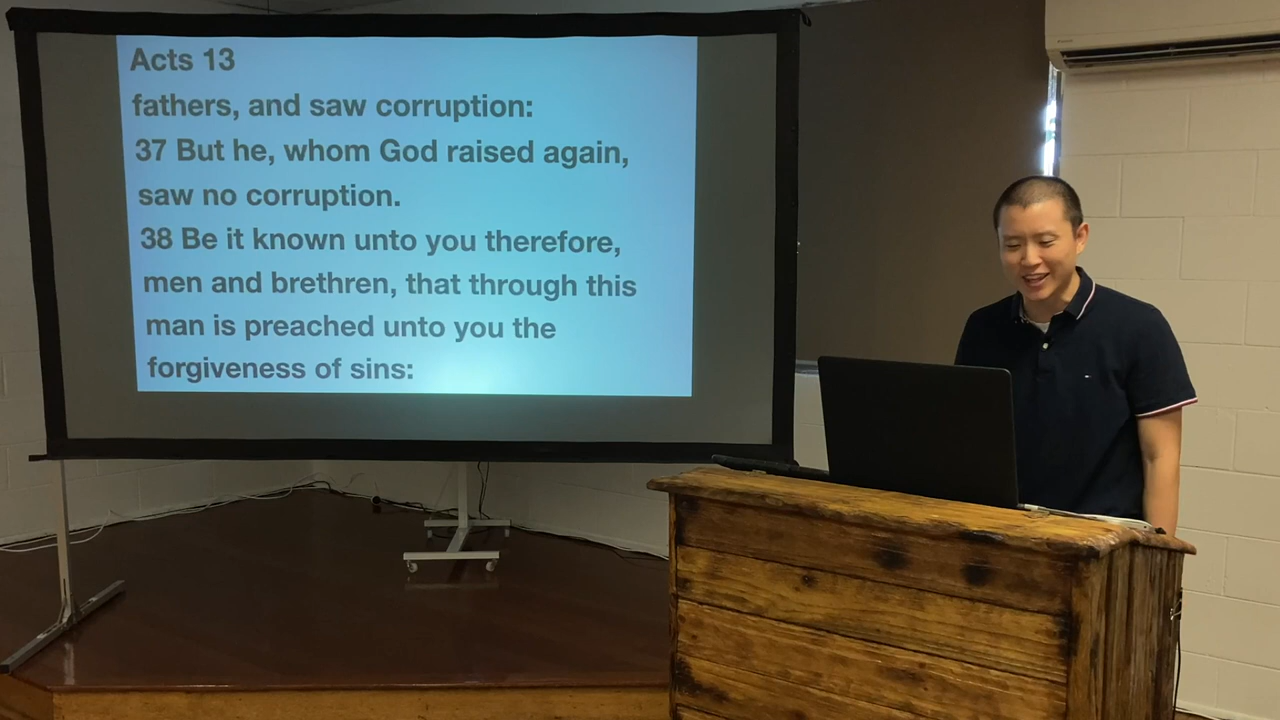 Acts 13
fathers, and saw corruption:
37 But he, whom God raised again,
saw no corruption.
38 Be it known unto you therefore,
men and brethren, that through this
man is preached unto you the
forgiveness of sins: